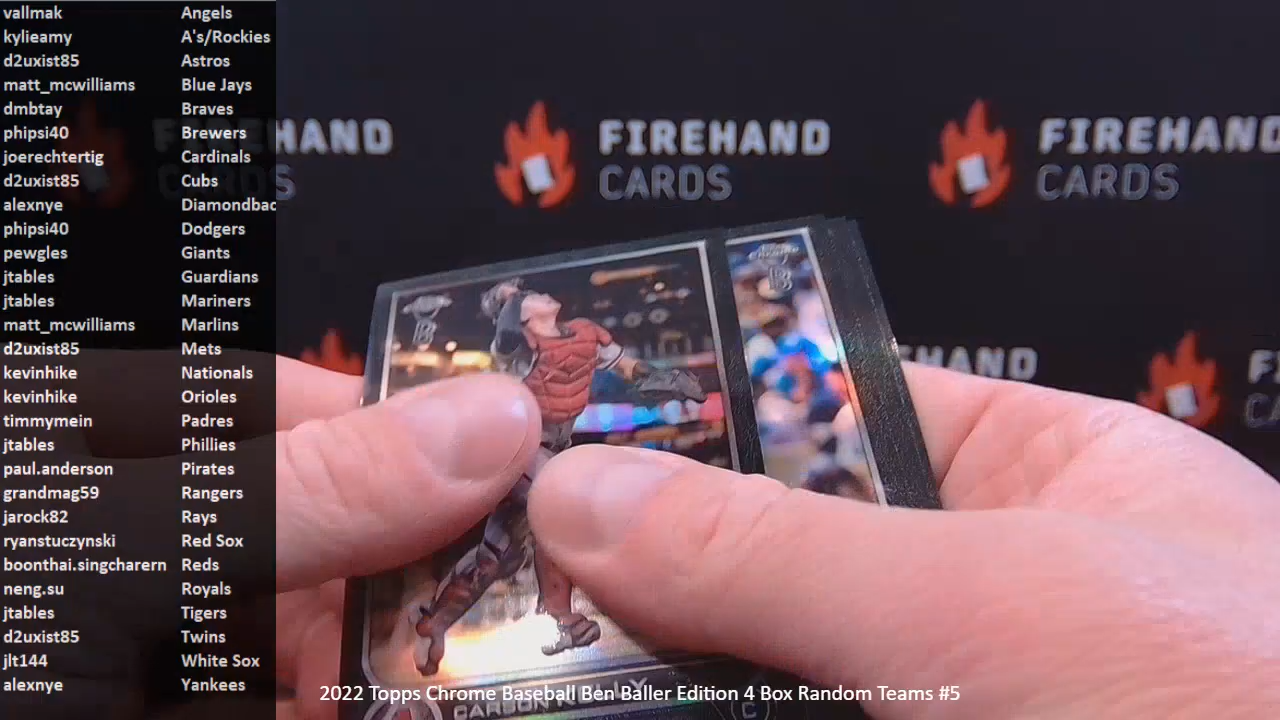 vallmak Angels
kylieamy A's/Rockies
d2uxist85 Astros
matt_mcwilliams Blue Jays
dmbtay Braves
phipsi40 Brewers
joerechtertig Cardinals
d2uxist85 Cubs
alexnye Diamondbac
phipsi40 Dodgers
pewgles Giants
jtables Guardians
jtables Mariners
matt_mcwilliams Marlins
d2uxist85 Mets
kevinhike Nationals
kevinhike Orioles
timmymein Padres
jtables Phillies
paul.anderson Pirates
grandmag59 Rangers
jarock82 Rays
ryanstuczynski Red Sox
boonthai.singcharern Reds
neng.su Royals
jtables Tigers
d2uxist85 Twins
jlt144 White Sox
alexnye Yankees
FIREHAND
CARDS
FIREHAND
CARDS
FIREHAND
CARDS
CARSON KELLY
C
2022 Topps Chrome Baseball Ben Baller Edition 4 Box Random Teams #5